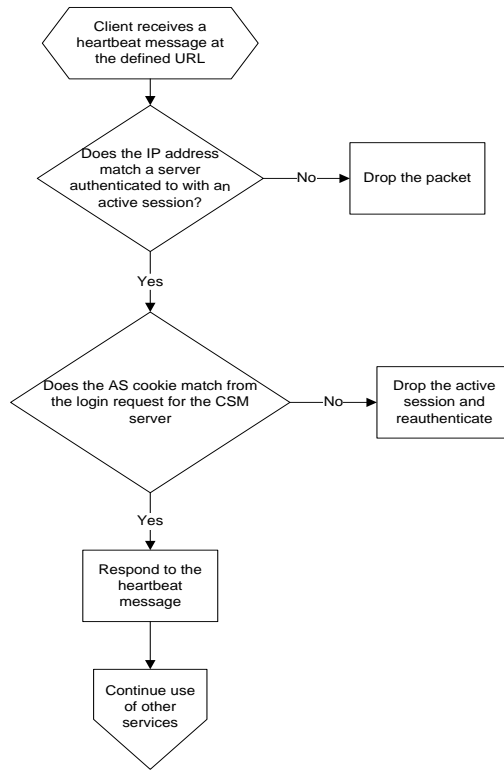 Client receives a
heartbeat message at
the defined URL
Does the IP address
match a server
authenticated to with an
active session?
No
Drop the packet
Yes
Does the AS cookie match from
the login request for the CSM
server
No
Drop the active
session and
reauthenticate
Yes
Respond to the
heartbeat
message
Continue use
of other
services